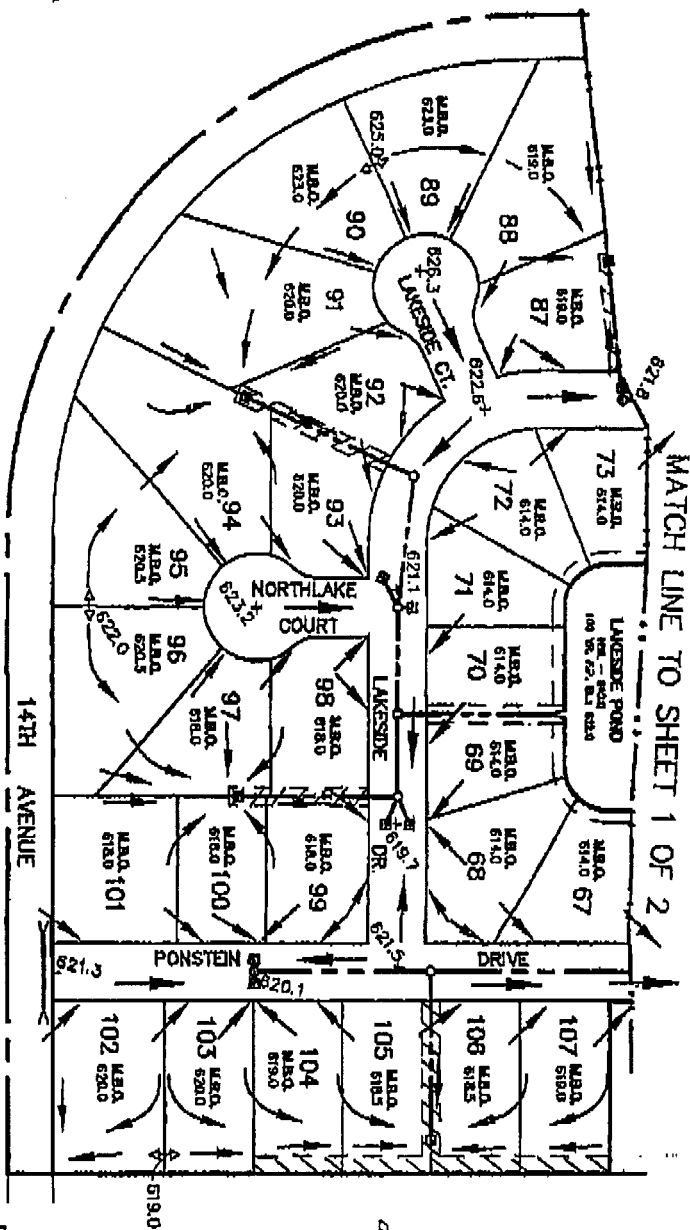 MATCH LINE TO SHEET 1 OF 2
M.B.O.
623.0
625.0
89
M.B.O.
619.0
88
M.B.O.
619.0
87
621.8
M.B.O.
623.0
90
626.3
LAKESIDE CT.
622.6
91
M.B.O.
620.0
92
M.B.O.
620.0
73
M.B.O.
614.0
72
M.B.O.
614.0
71
M.B.O.
614.0
70
M.B.O.
614.0
LAKESIDE POND
69
M.B.O.
614.0
68
M.B.O.
614.0
67
M.B.O.
614.0
93
M.B.O.
620.0
94
M.B.O.
620.0
95
M.B.O.
620.5
622.0
96
M.B.O.
620.5
623.2
NORTHLAKE
COURT
621.1
97
M.B.O.
618.0
98
M.B.O.
618.0
LAKESIDE
DR.
619.7
99
M.B.O.
618.0
100
M.B.O.
618.0
101
M.B.O.
618.0
14TH AVENUE
621.3
PONSTEIN
DRIVE
620.1
621.5
102
M.B.O.
620.0
103
M.B.O.
620.0
104
M.B.O.
619.0
105
M.B.O.
618.5
106
M.B.O.
618.5
107
M.B.O.
619.0